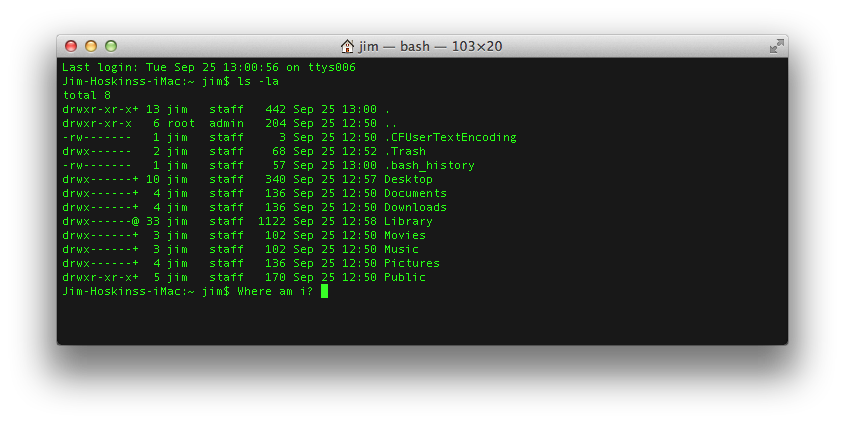 jim — bash — 103×20
Last login: Tue Sep 25 13:00:56 on ttys006
Jim-Hoskinss-iMac:~ jim$ ls -la
total 8
drwxr-xr-x+ 13 jim   staff   442 Sep 25 13:00 .
drwxr-xr-x   6 root  admin   204 Sep 25 12:50 ..
-rw-------   1 jim   staff     3 Sep 25 12:50 .CFUserTextEncoding
drwx------   2 jim   staff    68 Sep 25 12:52 .Trash
-rw-------   1 jim   staff    57 Sep 25 13:00 .bash_history
drwx------+ 10 jim   staff   340 Sep 25 12:57 Desktop
drwx------+  4 jim   staff   136 Sep 25 12:50 Documents
drwx------+  4 jim   staff   136 Sep 25 12:50 Downloads
drwx------@ 33 jim   staff  1122 Sep 25 12:58 Library
drwx------+  3 jim   staff   102 Sep 25 12:50 Movies
drwx------+  3 jim   staff   102 Sep 25 12:50 Music
drwx------+  4 jim   staff   136 Sep 25 12:50 Pictures
drwxr-xr-x+  5 jim   staff   170 Sep 25 12:50 Public
Jim-Hoskinss-iMac:~ jim$ Where am i?